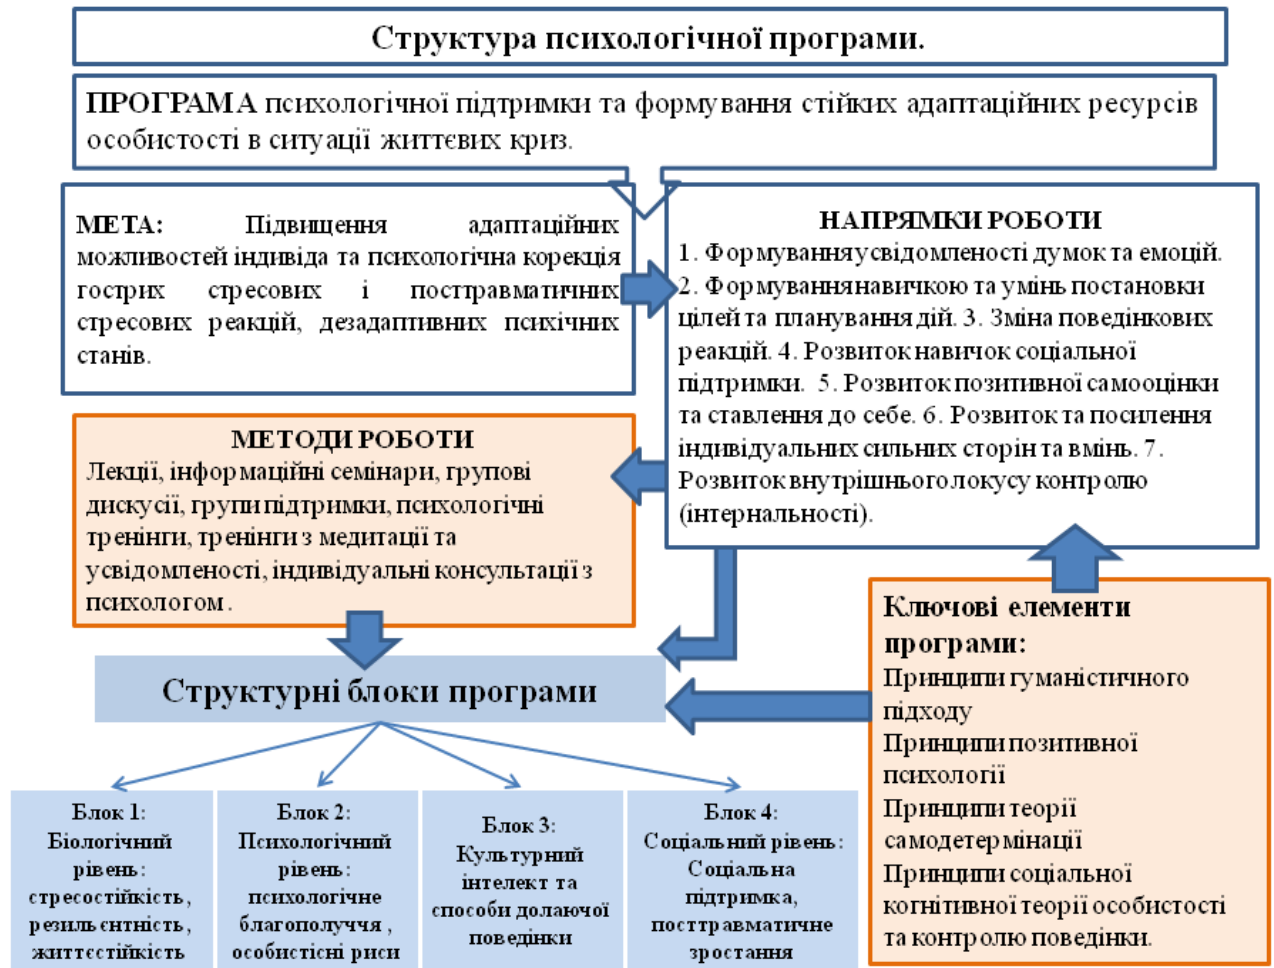 Структура психологічної програми.
ПРОГРАМА психологічної підтримки та формування стійких адаптаційних ресурсів
особистості в ситуації життєвих криз.
МЕТА: Підвищення адаптаційних
можливостей індивіда та психологічна корекція
гострих стресових і посттравматичних
стресових реакцій, дезадаптивних психічних
станів.
НАПРЯМКИ РОБОТИ
1. Формування усвідомленості думок та емоцій.
2. Формування навичкою та умінь постановки
цілей та планування дій. 3. Зміна поведінкових
реакцій. 4. Розвиток навичок соціальної
підтримки. 5. Розвиток позитивної самооцінки
та ставлення до себе. 6. Розвиток та посилення
індивідуальних сильних сторін та вмінь. 7.
Розвиток внутрішнього локусу контролю
(інтернальності).
МЕТОДИ РОБОТИ
Лекції, інформаційні семінари, групові
дискусії, групи підтримки, психологічні
тренінги, тренінги з медитації та
усвідомленості, індивідуальні консультації з
психологом.
Ключові елементи
програми:
Принципи гуманістичного
підходу
Принципи позитивної
психології
Принципи теорії
самодетермінації
Принципи соціальної
когнітивної теорії особистості
та контролю поведінки.
Структурні блоки програми
Блок 1:
Біологічний
рівень:
стресостійкість,
резильєнтність,
життєстійкість
Блок 2:
Психологічний
рівень:
психологічне
благополуччя ,
особистісні риси
Блок 3:
Культурний
інтелект та
способи долаючої
поведінки
Блок 4:
Соціальний рівень:
Соціальна
підтримка,
посттравматичне
зростання